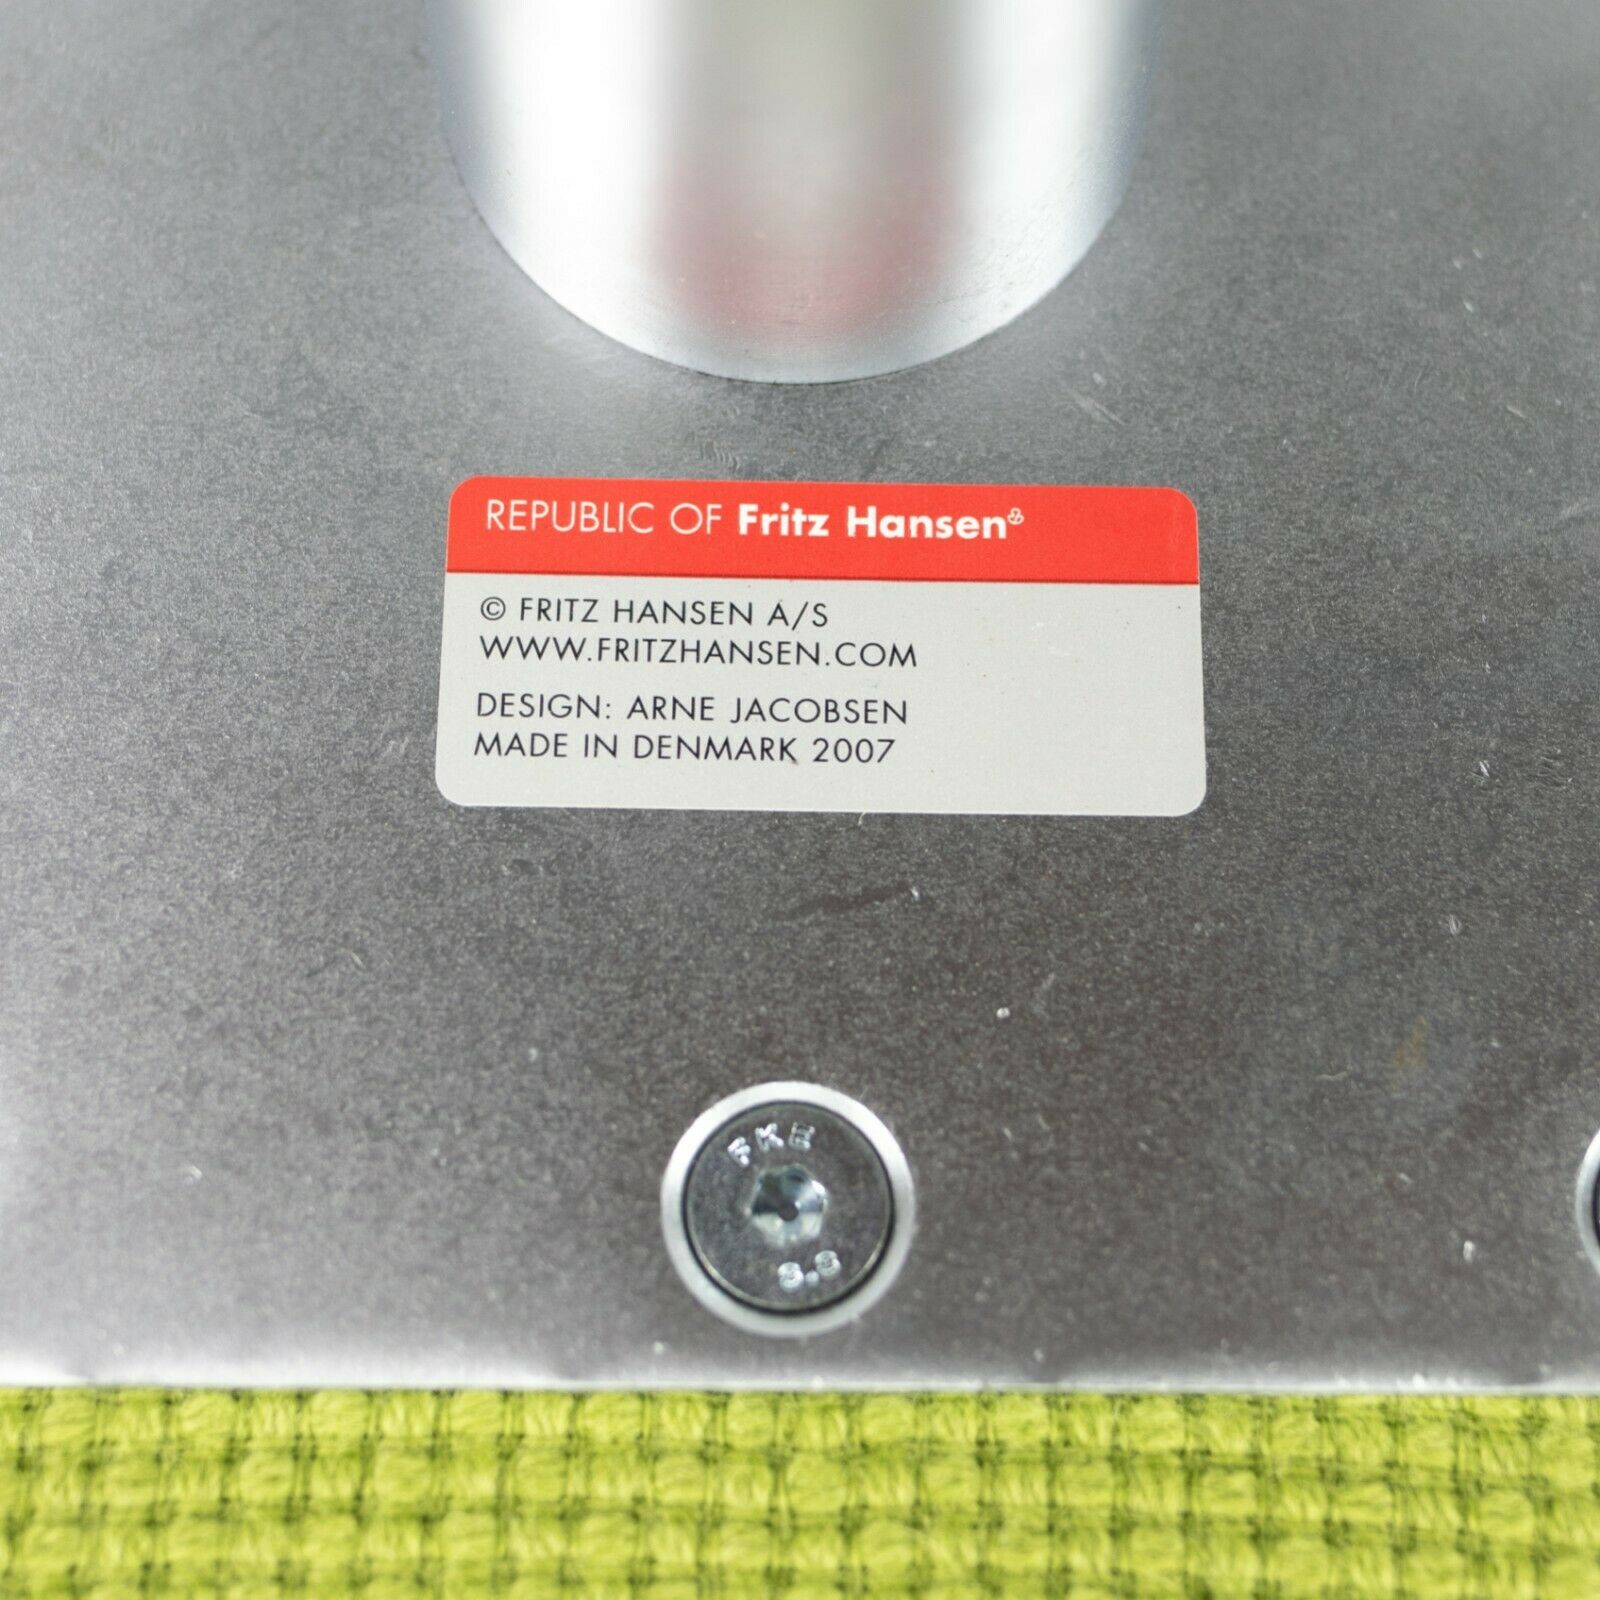 REPUBLIC OF Fritz Hansen
© FRITZ HANSEN A/S
WWW.FRITZHANSEN.COM
DESIGN: ARNE JACOBSEN
MADE IN DENMARK 2007
FKE
8.8